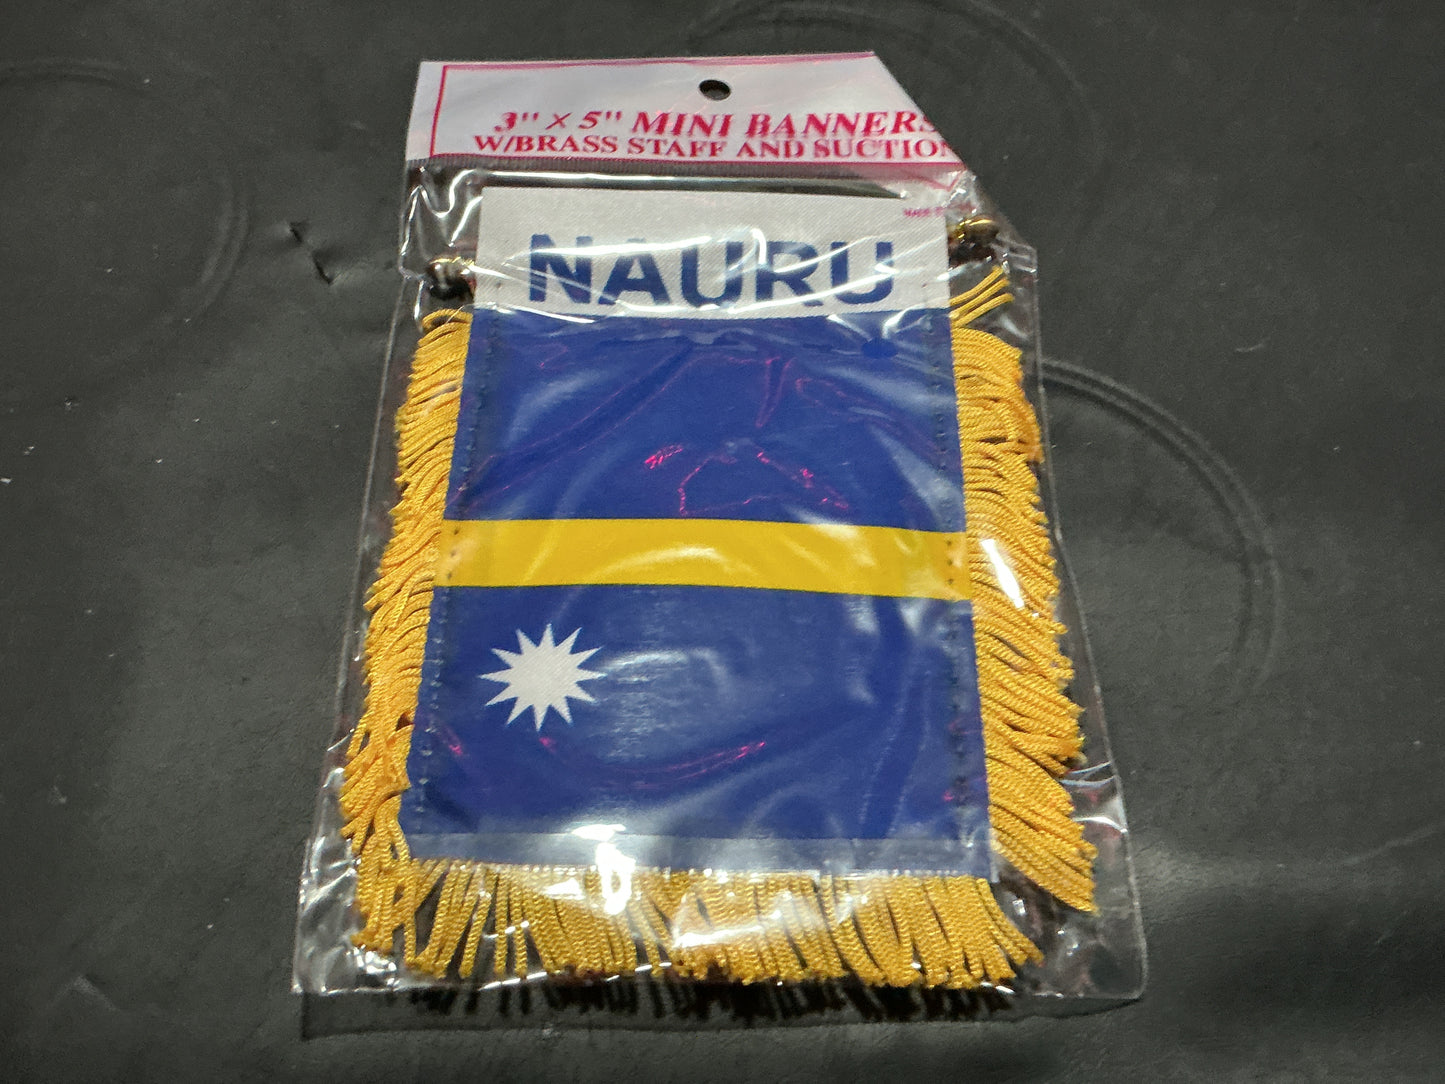 3" × 5" MINI BANNERS
W/BRASS STAFF AND SUCTION
NAURU